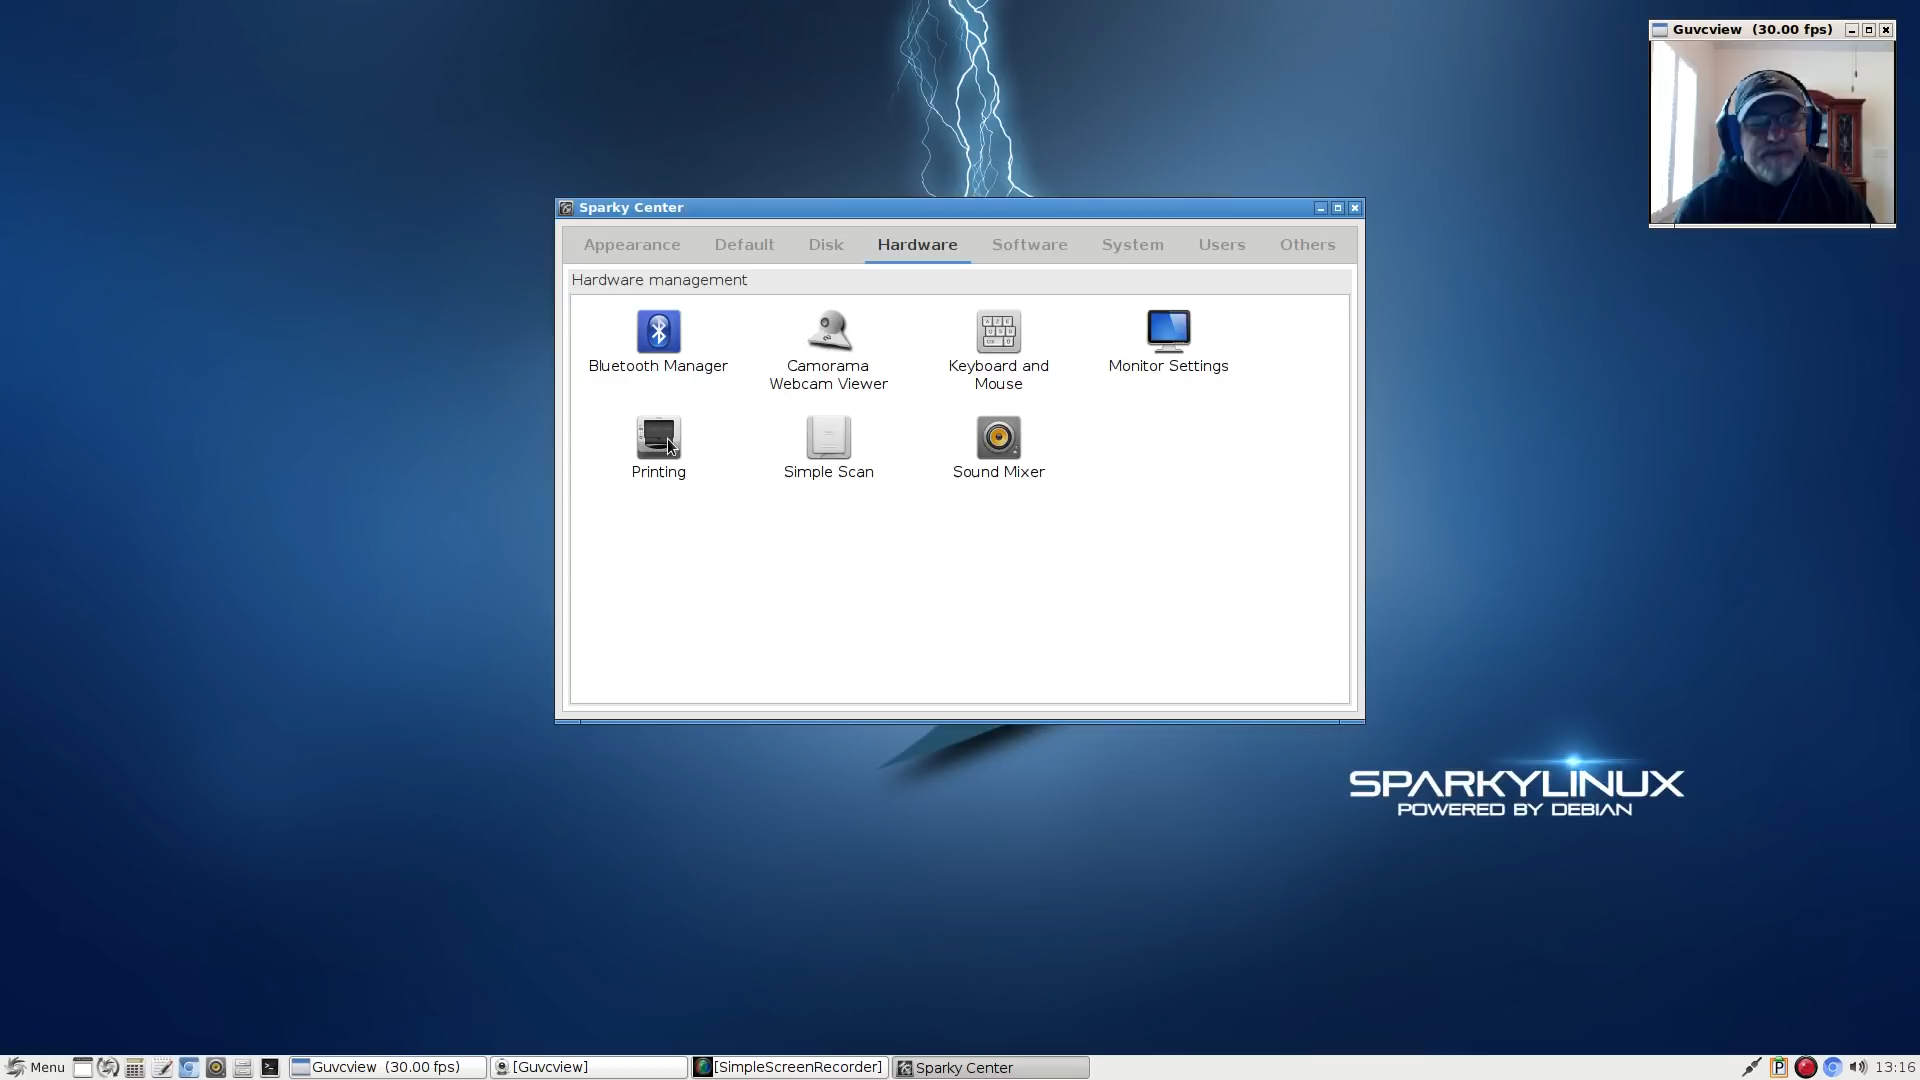 Guvcview (30.00 fps)
Sparky Center
Appearance Default Disk Hardware Software System Users Others
Hardware management
Bluetooth Manager
Camorama
Webcam Viewer
Keyboard and
Mouse
Monitor Settings
Printing
Simple Scan
Sound Mixer
SPARKYLINUX
POWERED BY DEBIAN
Menu
Guvcview (30.00 fps)
[Guvcview]
[SimpleScreenRecorder]
Sparky Center
13:16